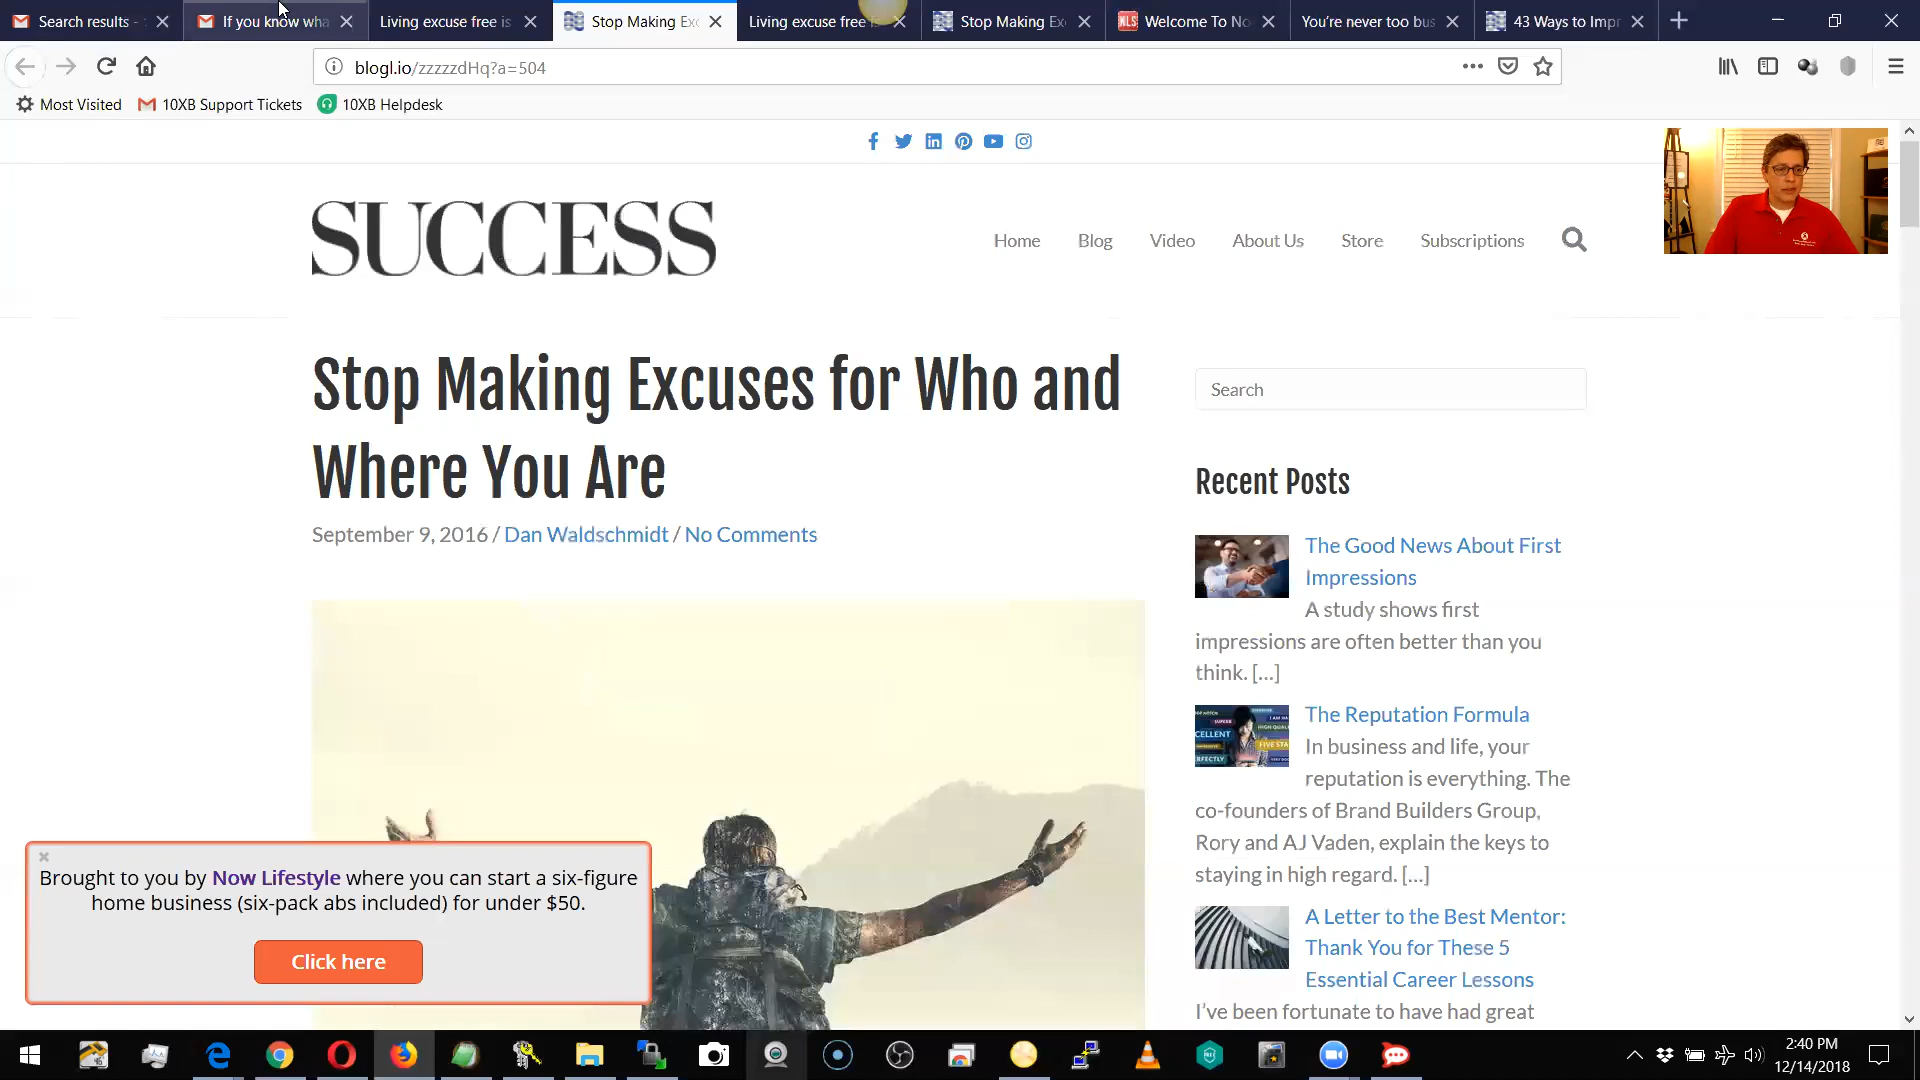 Search results -
If you know wha
Living excuse free is
Stop Making Exc
Living excuse free
Stop Making Exc
Welcome To No
You're never too bus
43 Ways to Impr
blogl.io/zzzzzdHq?a=504
Most Visited
10XB Support Tickets
10XB Helpdesk
SUCCESS
Home
Blog
Video
About Us
Store
Subscriptions
Stop Making Excuses for Who and
Where You Are
September 9, 2016 / Dan Waldschmidt / No Comments
Search
Recent Posts
The Good News About First
Impressions
A study shows first
impressions are often better than you
think. [...]
The Reputation Formula
In business and life, your
reputation is everything. The
co-founders of Brand Builders Group,
Rory and AJ Vaden, explain the keys to
staying in high regard. [...]
A Letter to the Best Mentor:
Thank You for These 5
Essential Career Lessons
I've been fortunate to have had great
Brought to you by Now Lifestyle where you can start a six-figure
home business (six-pack abs included) for under $50.
Click here
2:40 PM
12/14/2018